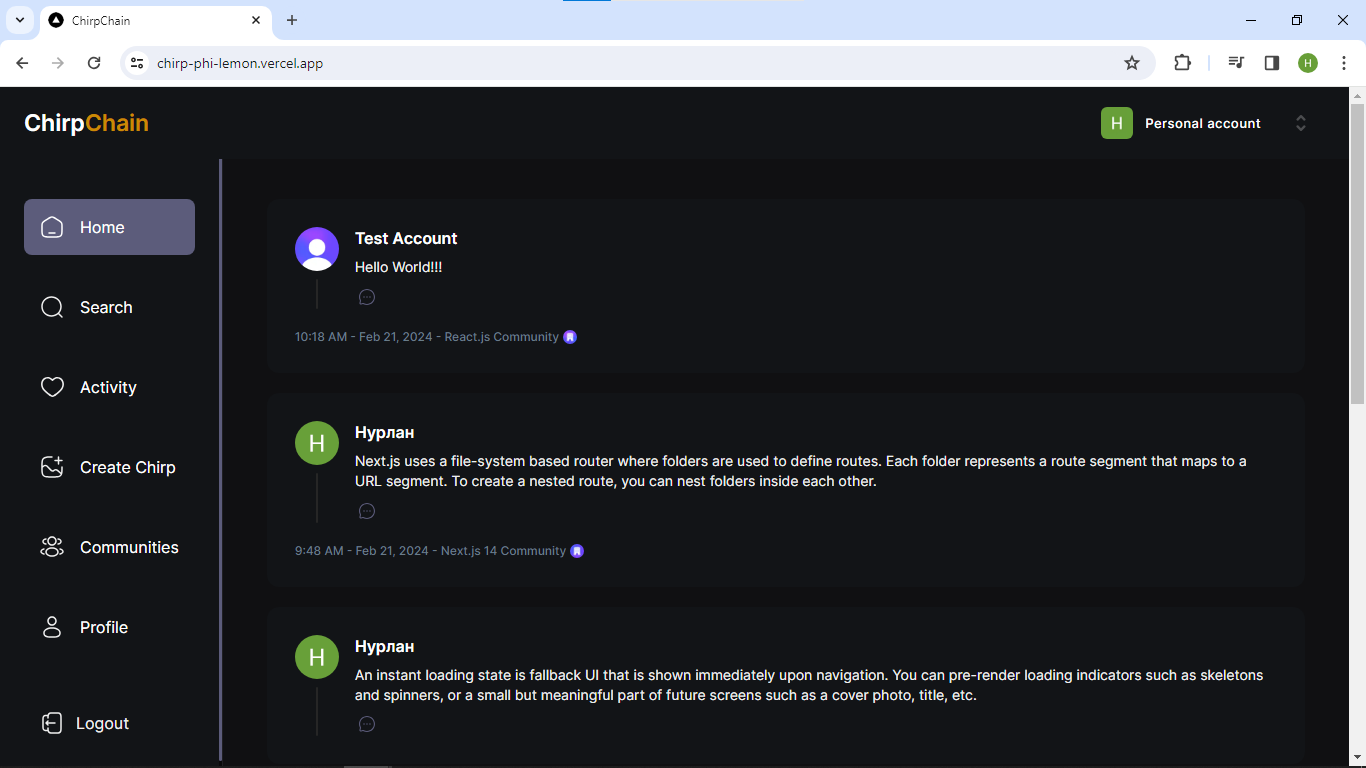 ChirpChain
chirp-phi-lemon.vercel.app
H
ChirpChain
H Personal account
Home
Search
Activity
Create Chirp
Communities
Profile
Logout
Test Account
Hello World!!!
10:18 AM - Feb 21, 2024 - React.js Community
H
Нурлан
Next.js uses a file-system based router where folders are used to define routes. Each folder represents a route segment that maps to a
URL segment. To create a nested route, you can nest folders inside each other.
9:48 AM - Feb 21, 2024 - Next.js 14 Community
H
Нурлан
An instant loading state is fallback UI that is shown immediately upon navigation. You can pre-render loading indicators such as skeletons
and spinners, or a small but meaningful part of future screens such as a cover photo, title, etc.